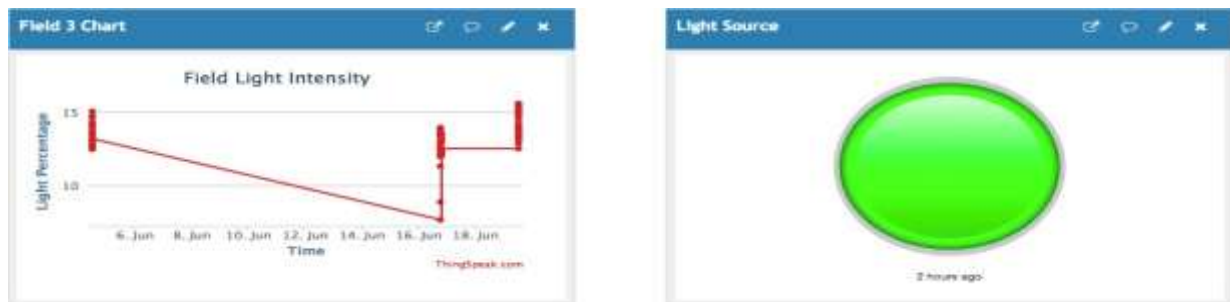 Field 3 Chart
Field Light Intensity
Light Percentage
15
10
6. Jun 8. Jun 10. Jun 12. Jun 14. Jun 16. Jun 18. Jun
Time
ThingSpeak.com
Light Source
2 hours ago